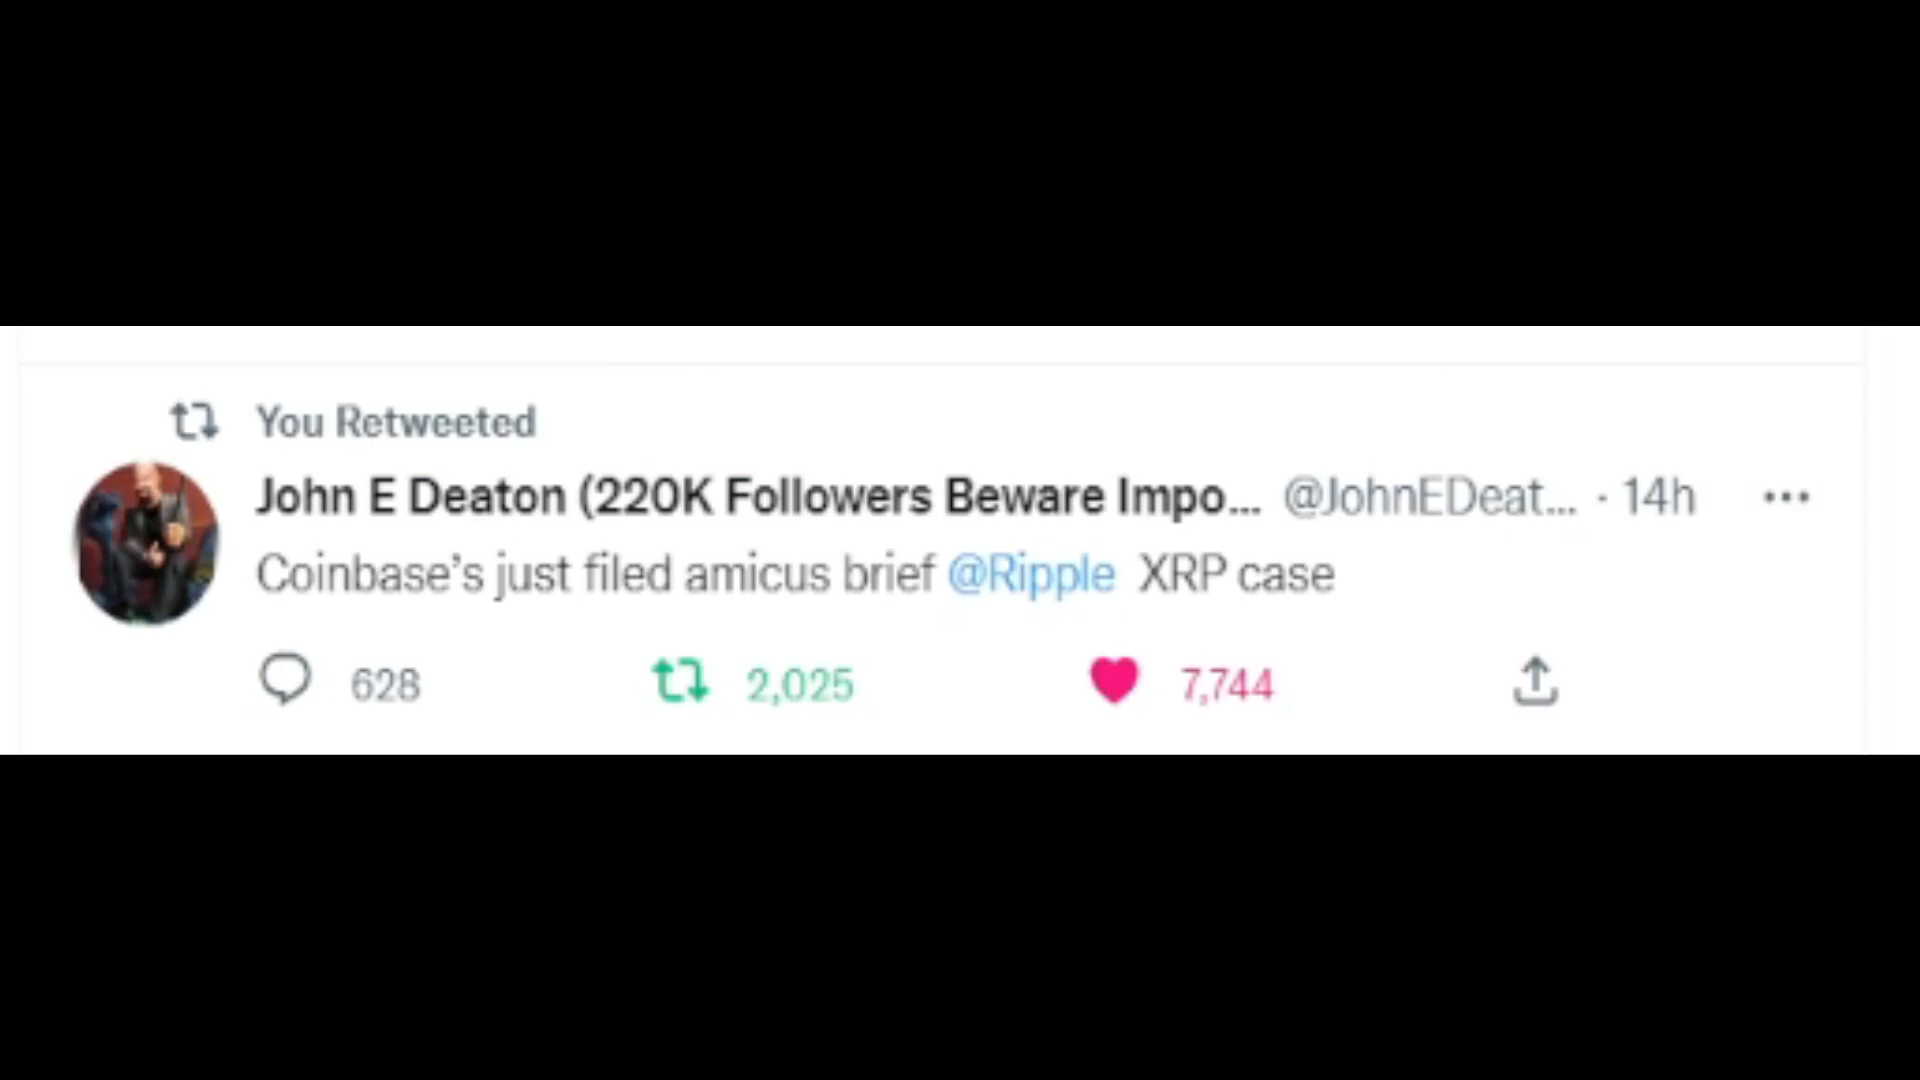 You Retweeted
John E Deaton (220K Followers Beware Impo... @JohnEDeat... · 14h
Coinbase's just filed amicus brief @Ripple XRP case
628 2,025 7,744